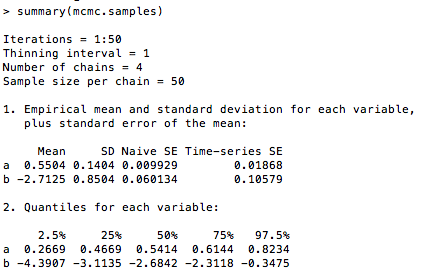 > summary(mcmc.samples)

Iterations = 1:50
Thinning interval = 1
Number of chains = 4
Sample size per chain = 50

1. Empirical mean and standard deviation for each variable,
   plus standard error of the mean:

     Mean     SD Naive SE Time-series SE
a  0.5504 0.1404 0.009929        0.01868
b -2.7125 0.8504 0.060134        0.10579

2. Quantiles for each variable:

     2.5%     25%     50%     75%   97.5%
a  0.2669  0.4669  0.5414  0.6144  0.8234
b -4.3907 -3.1135 -2.6842 -2.3118 -0.3475